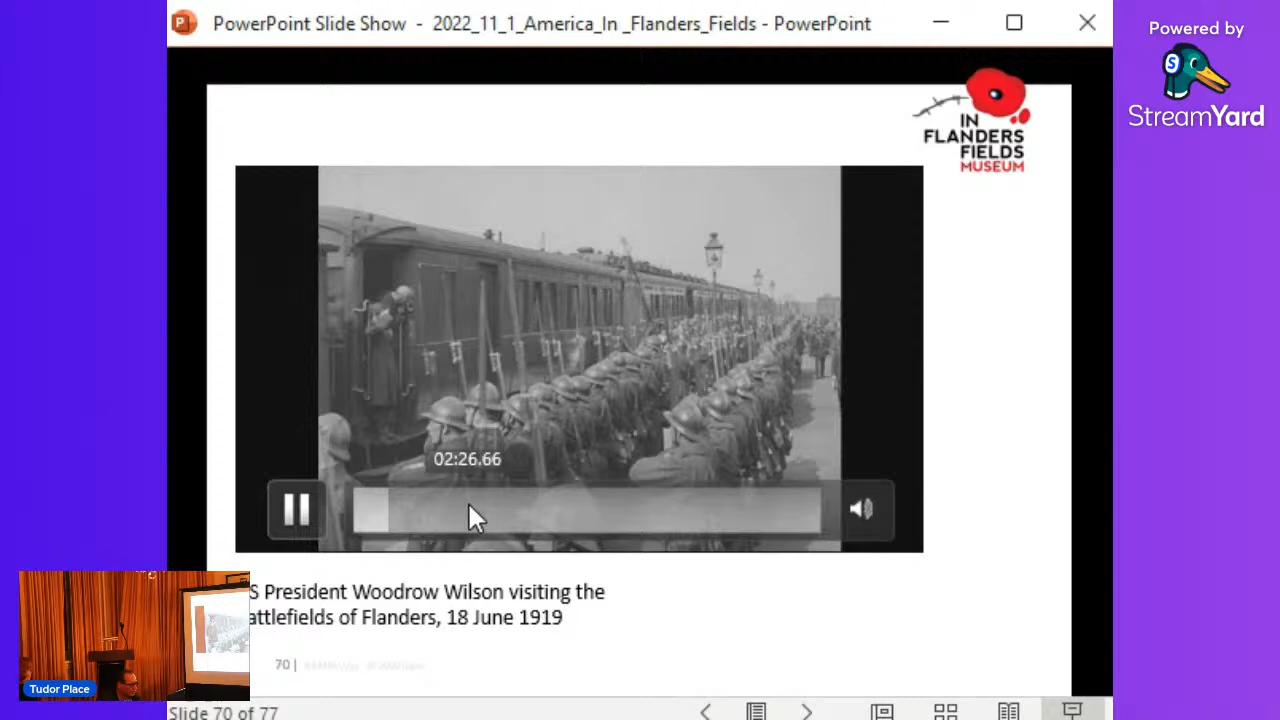 PowerPoint Slide Show - 2022_11_1_America_In _Flanders_Fields - PowerPoint
Powered by
S
StreamYard
IN
FLANDERS
FIELDS
MUSEUM
02:26.66
S President Woodrow Wilson visiting the
attlefields of Flanders, 18 June 1919
70 |
Tudor Place
Slide 70 of 77